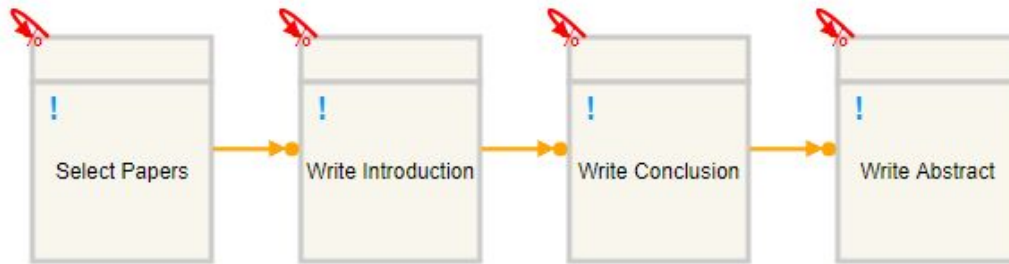 % % % %
! ! ! !
Select Papers Write Introduction Write Conclusion Write Abstract